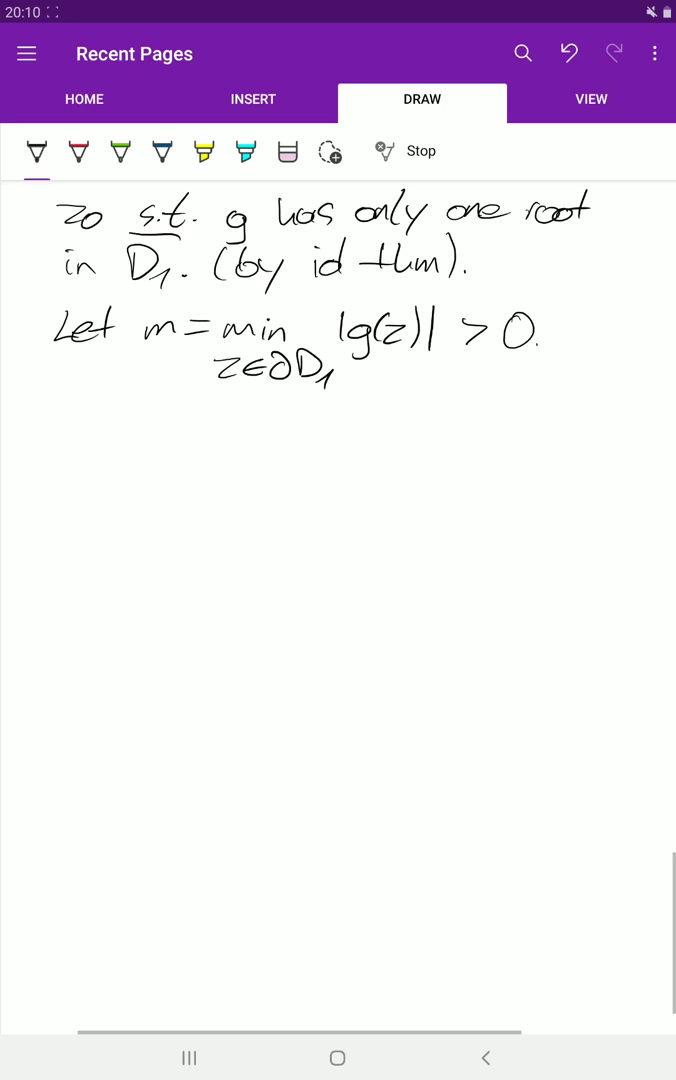 20:10
Recent Pages
HOME INSERT DRAW VIEW
Stop
z0 s.t. g has only one root
in D1. (by id thm).
Let m = min |g(z)| > 0.
z∈∂D1